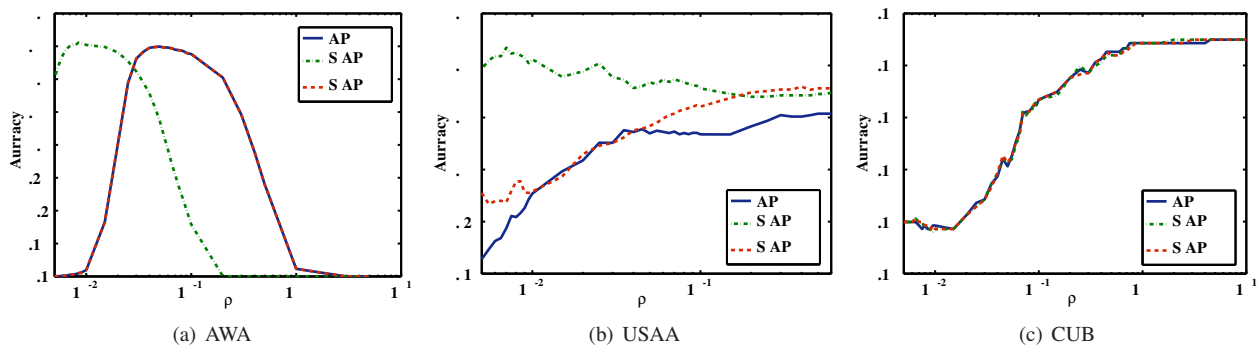 Aurracy
.
.
.
.
.
.2
.2
.1
.1
1 -2
1 -1
1
1 1
ρ
AP
S AP
S AP
(a) AWA
Aurracy
.
.
.
.
.2
.1
1 -2
1 -1
ρ
AP
S AP
S AP
(b) USAA
Aurracy
.1
.1
.1
.1
.1
.1
1 -2
1 -1
1
1 1
ρ
AP
S AP
S AP
(c) CUB